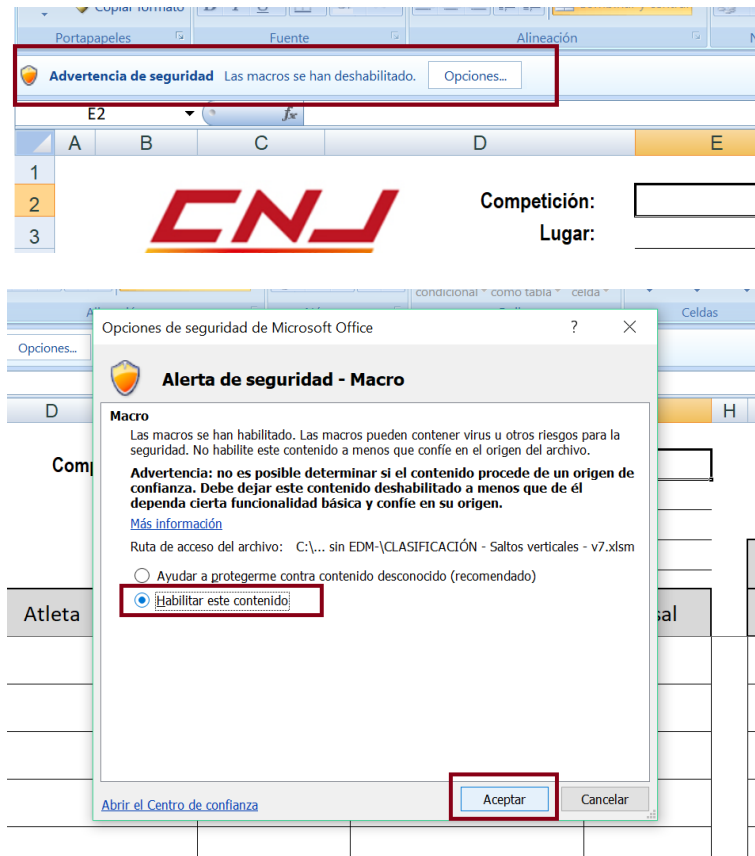 Copiar formato
Portapapeles Fuente Alineación
Advertencia de seguridad Las macros se han deshabilitado. Opciones...
E2 fx
A B C D E
1
2 CNJ Competición:
3 Lugar:
condicional como tabla celda
Celdas
Opciones de seguridad de Microsoft Office ? ×
Opciones...
Alerta de seguridad - Macro
D H
Macro
Las macros se han habilitado. Las macros pueden contener virus u otros riesgos para la
seguridad. No habilite este contenido a menos que confíe en el origen del archivo.
Advertencia: no es posible determinar si el contenido procede de un origen de
confianza. Debe dejar este contenido deshabilitado a menos que de él
dependa cierta funcionalidad básica y confíe en su origen.
Más información
Ruta de acceso del archivo: C:\... sin EDM-\CLASIFICACIÓN - Saltos verticales - v7.xlsm
Ayudar a protegerme contra contenido desconocido (recomendado)
Habilitar este contenido
Atleta
Abrir el Centro de confianza Aceptar Cancelar